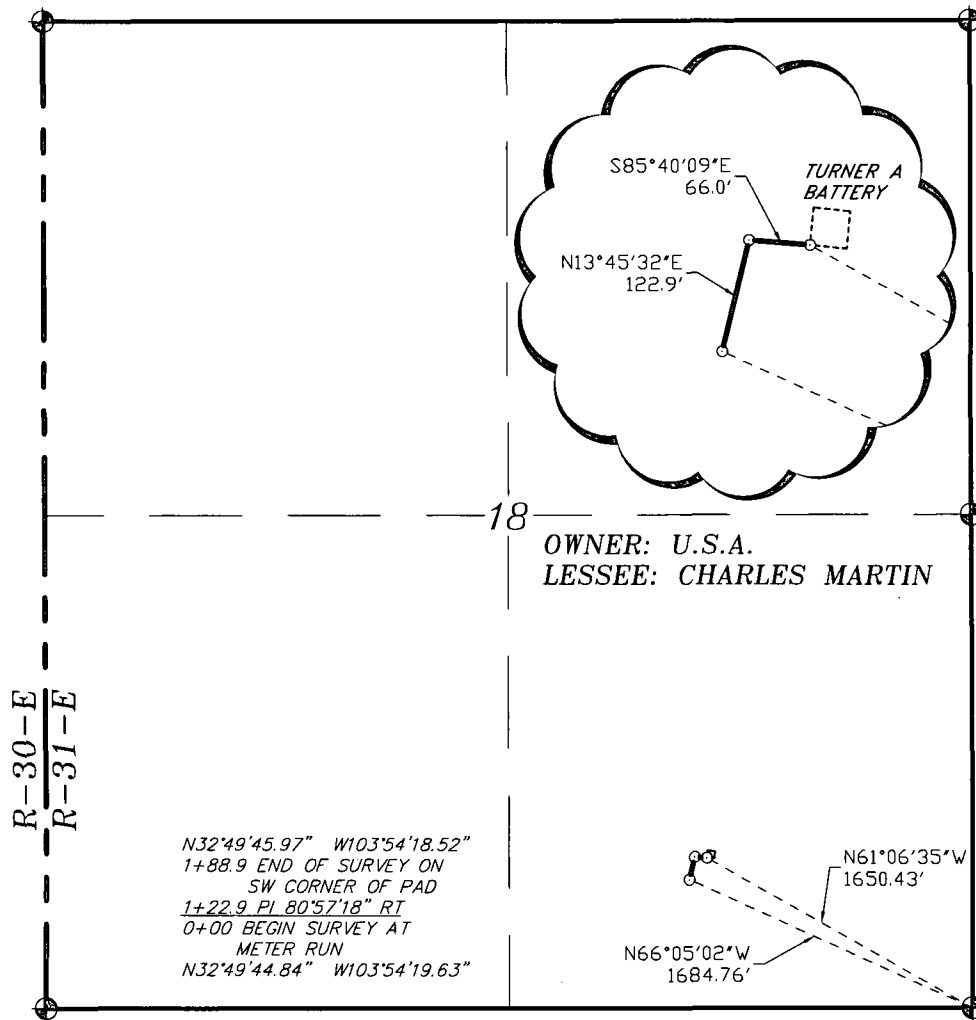 S85°40'09"E
66.0'
TURNER A
BATTERY
N13°45'32"E
122.9'
18
OWNER: U.S.A.
LESSEE: CHARLES MARTIN
R-30-E
R-31-E
N32°49'45.97" W103°54'18.52"
1+88.9 END OF SURVEY ON
SW CORNER OF PAD
1+22.9 PI 80°57'18" RT
0+00 BEGIN SURVEY AT
METER RUN
N32°49'44.84" W103°54'19.63"
N61°06'35"W
1650.43'
N66°05'02"W
1684.76'